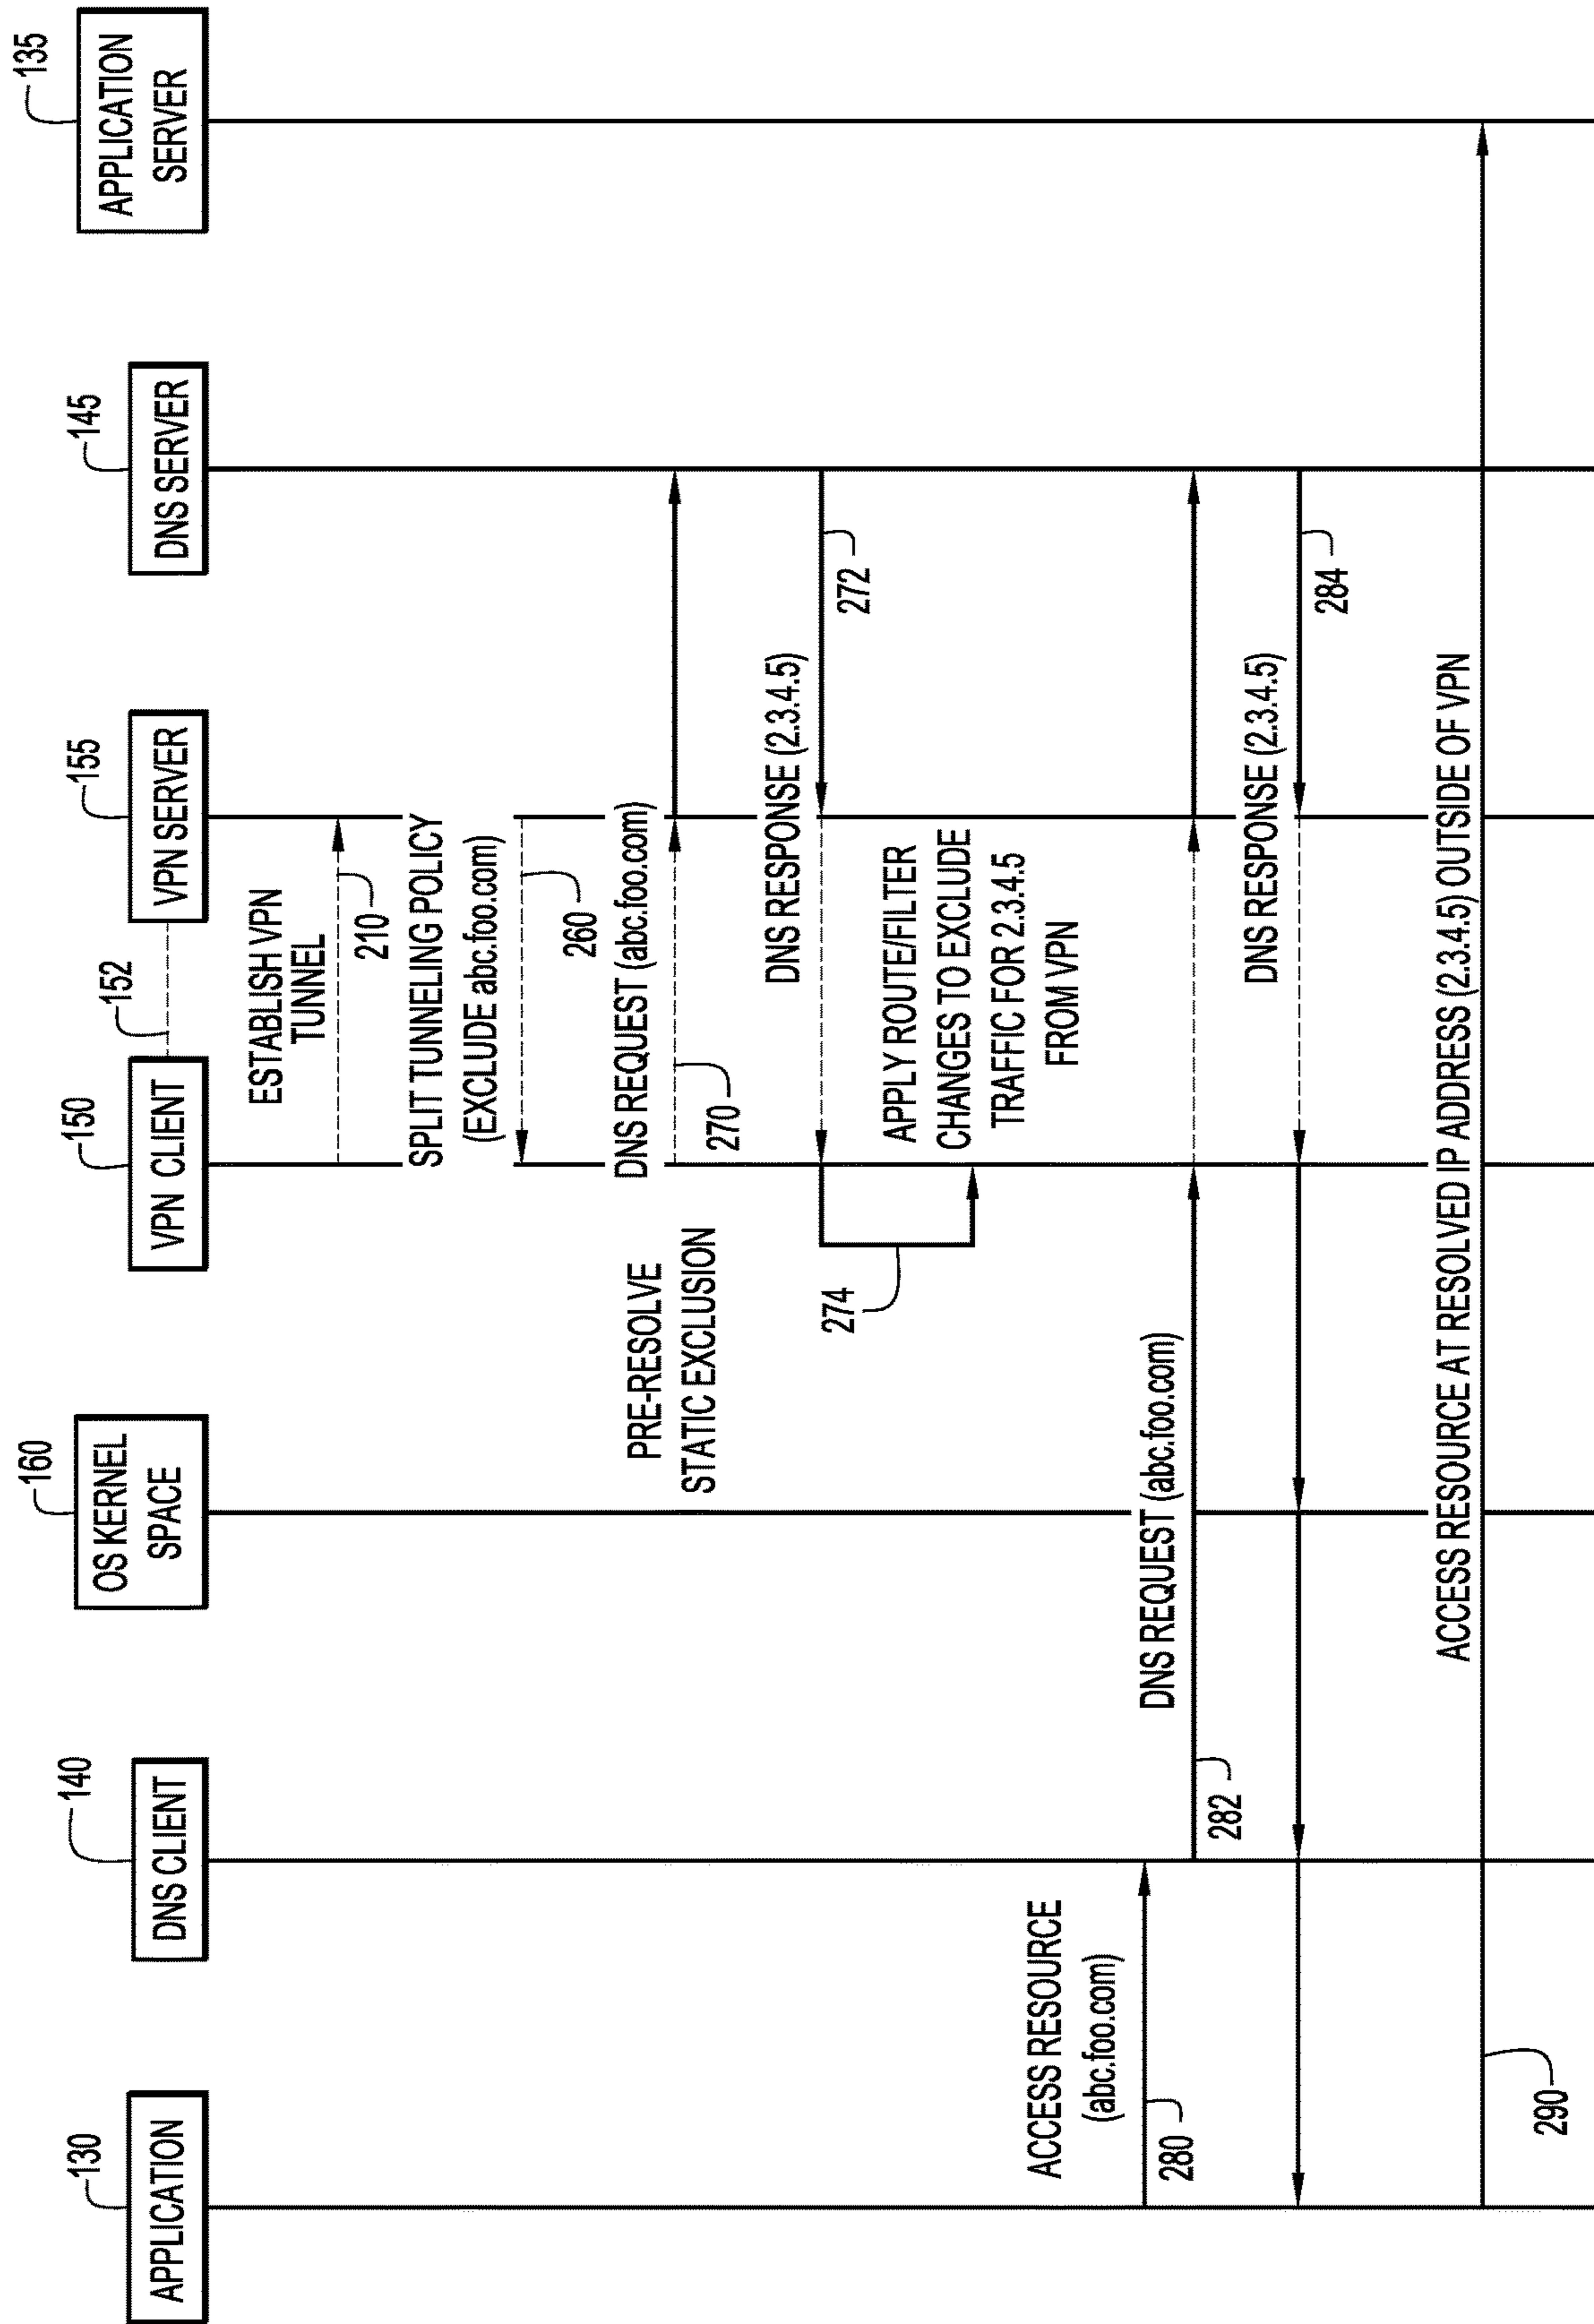 130
APPLICATION
140
DNS CLIENT
160
OS KERNEL
SPACE
150
VPN CLIENT
152
155
VPN SERVER
145
DNS SERVER
135
APPLICATION
SERVER
ESTABLISH VPN
TUNNEL
210
SPLIT TUNNELING POLICY
(EXCLUDE abc.foo.com)
260
PRE-RESOLVE
STATIC EXCLUSION
DNS REQUEST (abc.foo.com)
270
DNS RESPONSE (2.3.4.5)
272
274
APPLY ROUTE/FILTER
CHANGES TO EXCLUDE
TRAFFIC FOR 2.3.4.5
FROM VPN
ACCESS RESOURCE
(abc.foo.com)
280
DNS REQUEST (abc.foo.com)
282
DNS RESPONSE (2.3.4.5)
284
ACCESS RESOURCE AT RESOLVED IP ADDRESS (2.3.4.5) OUTSIDE OF VPN
290